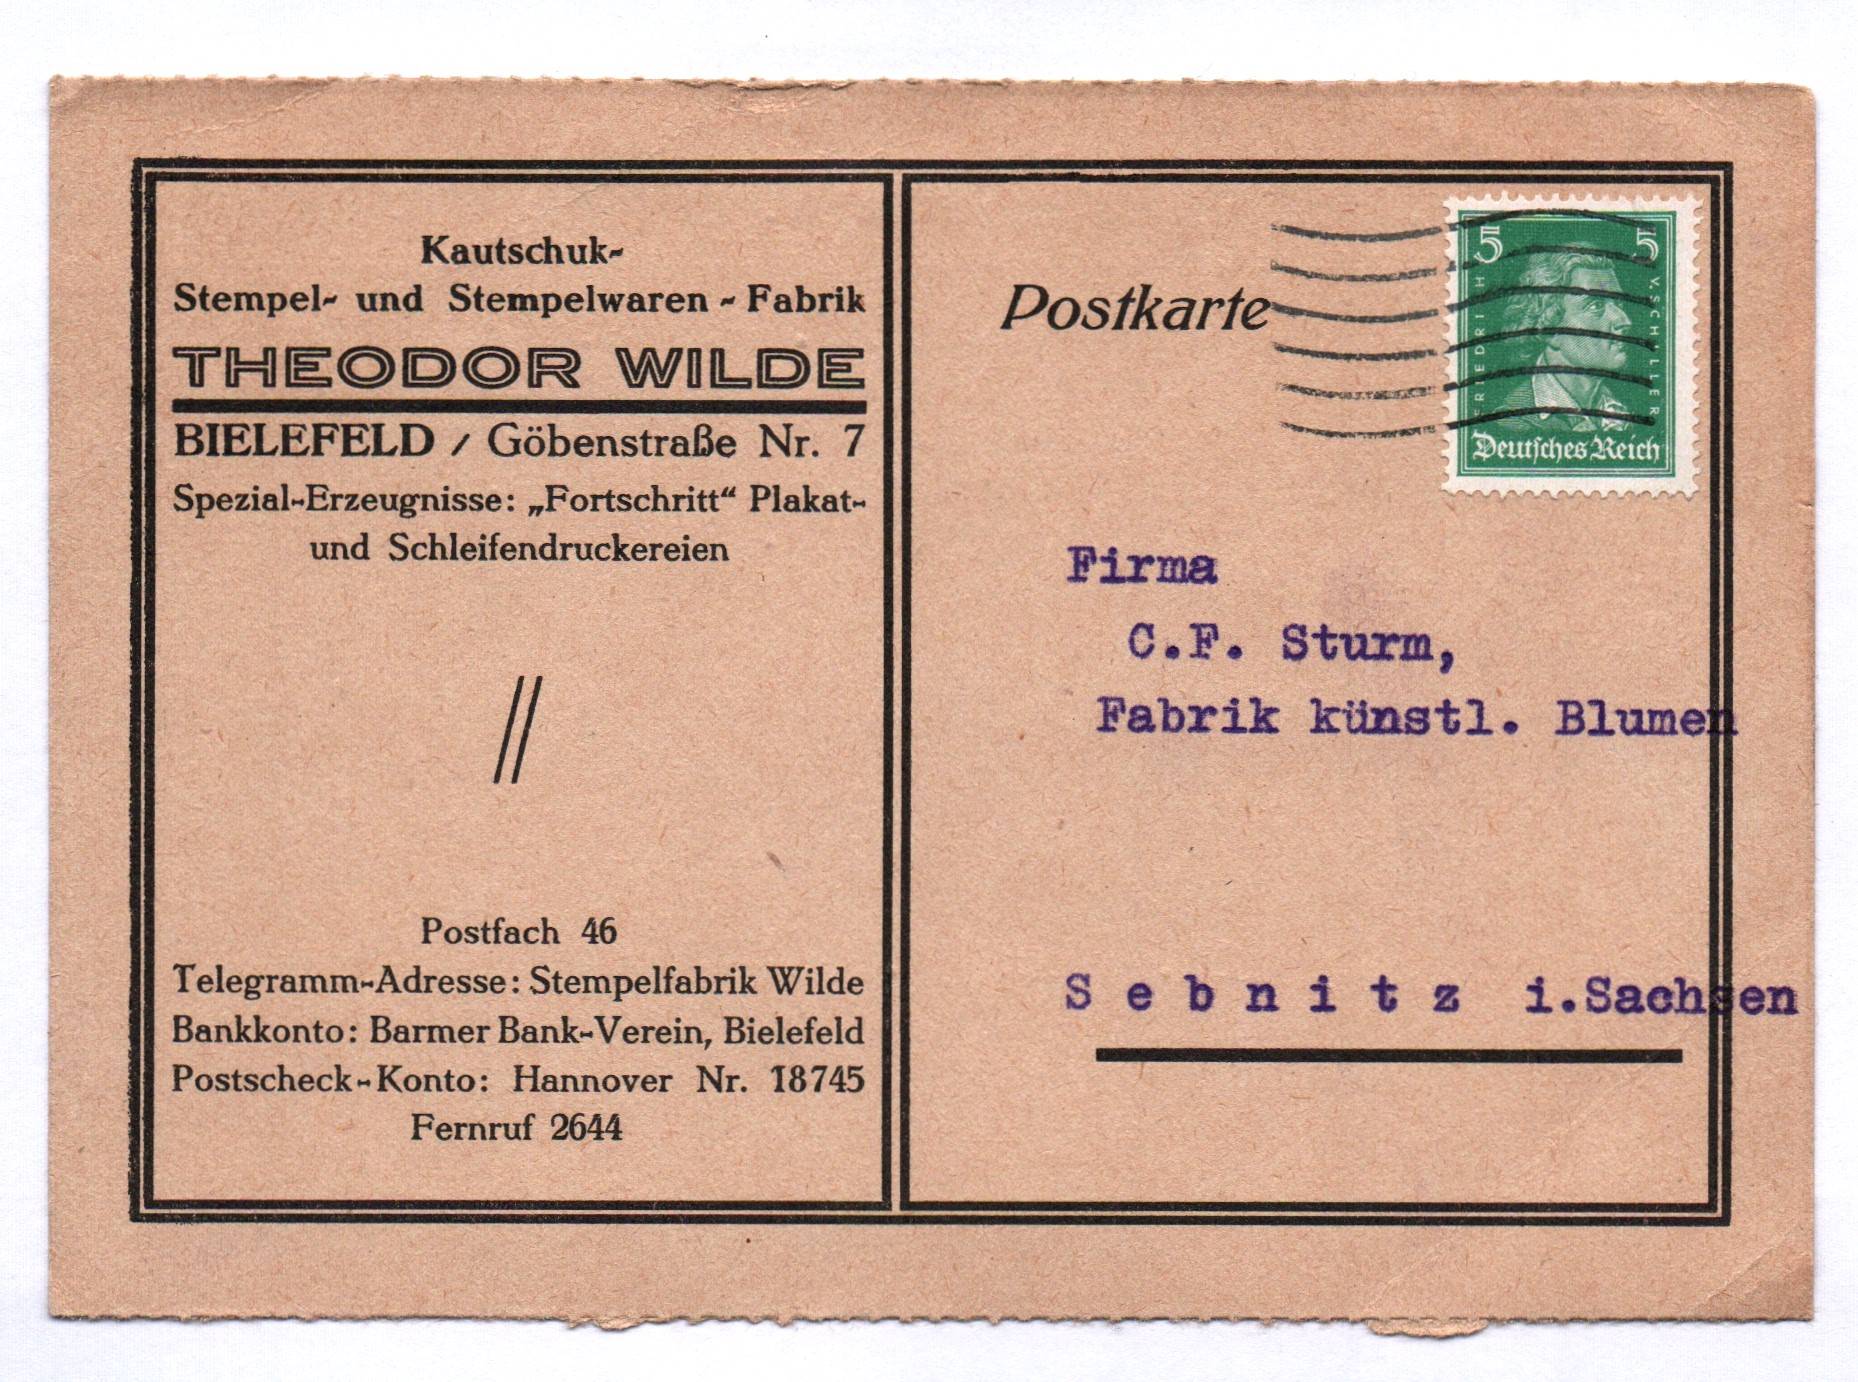 Kautschuk-
Stempel- und Stempelwaren - Fabrik
THEODOR WILDE
BIELEFELD / Göbenstraße Nr. 7
Spezial-Erzeugnisse: „Fortschritt“ Plakat-
und Schleifendruckereien
Postfach 46
Telegramm-Adresse: Stempelfabrik Wilde
Bankkonto: Barmer Bank-Verein, Bielefeld
Postscheck-Konto: Hannover Nr. 18745
Fernruf 2644
Postkarte
5 5
FRIEDRICH
V. SCHILLER
Deutsches Reich
Firma
C.F. Sturm,
Fabrik künstl. Blumen
Sebnitz i.Sachsen